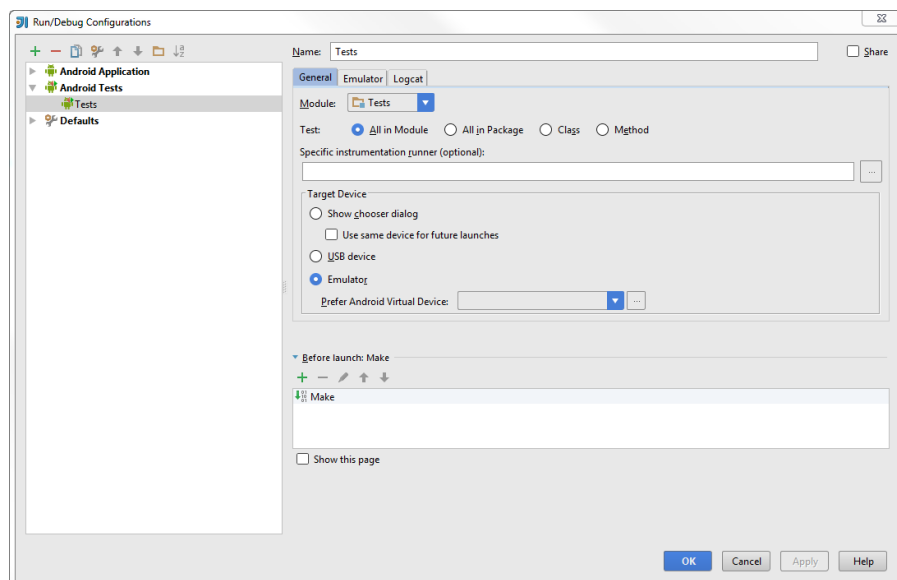 Run/Debug Configurations
Name: Tests Share
Android Application
Android Tests
Tests
Defaults
General Emulator Logcat
Module: Tests
Test: All in Module All in Package Class Method
Specific instrumentation runner (optional):
...
Target Device
Show chooser dialog
Use same device for future launches
USB device
Emulator
Prefer Android Virtual Device: ...
Before launch: Make
Make
Show this page
OK Cancel Apply Help